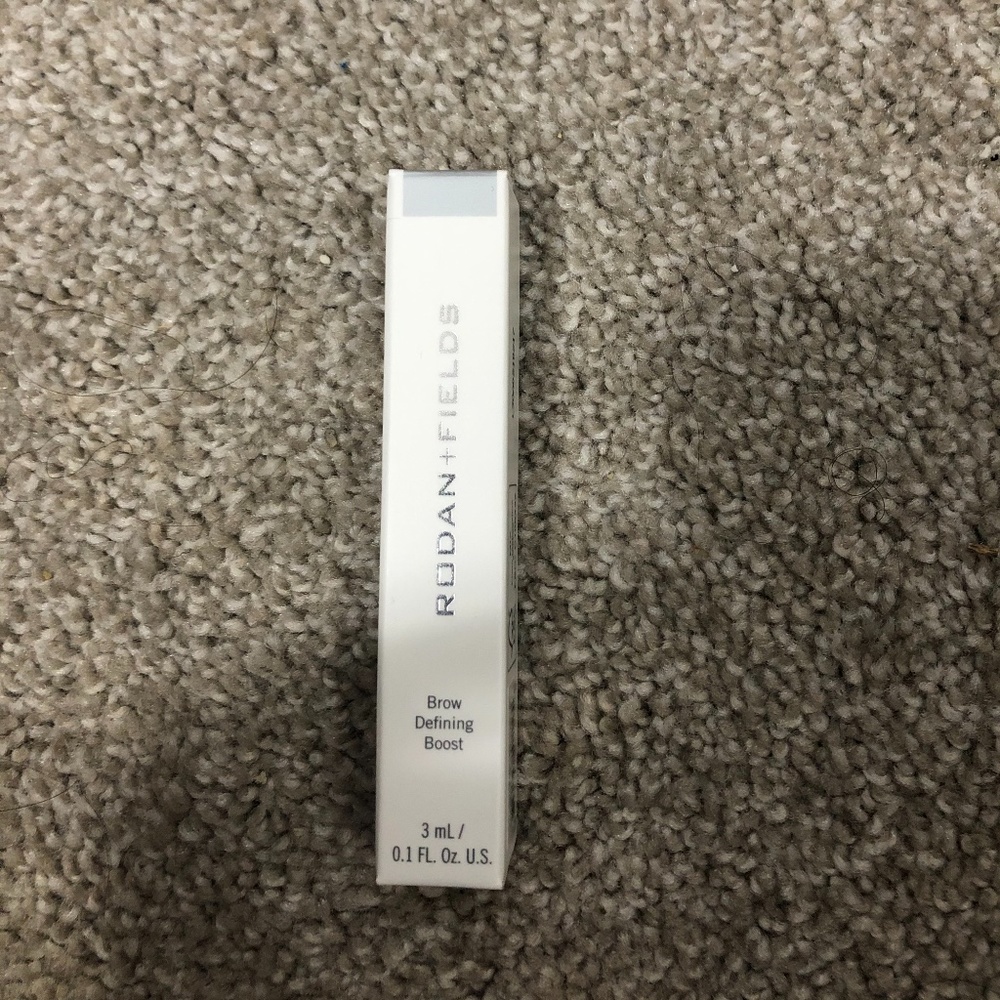 RODAN+FIELDS
Brow
Defining
Boost
3 mL /
0.1 FL. Oz. U.S.